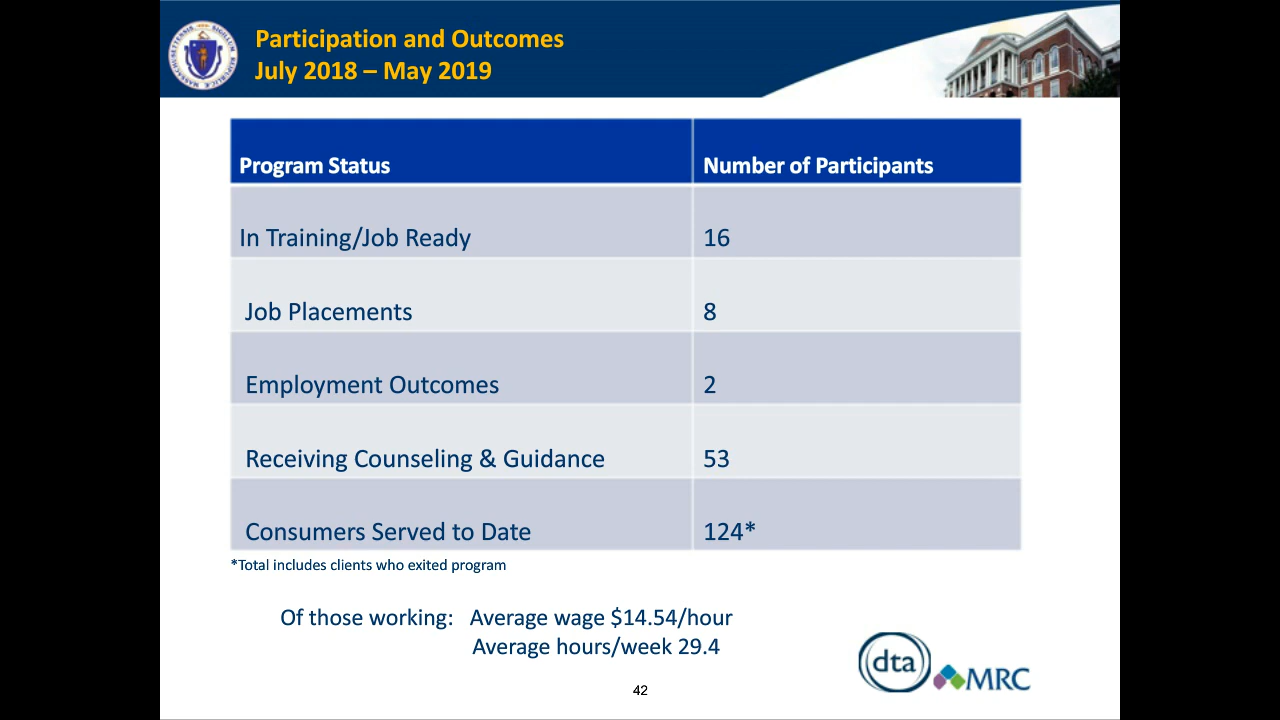 Participation and Outcomes
July 2018 – May 2019
Program Status Number of Participants
In Training/Job Ready 16
Job Placements 8
Employment Outcomes 2
Receiving Counseling & Guidance 53
Consumers Served to Date 124*
*Total includes clients who exited program
Of those working: Average wage $14.54/hour
Average hours/week 29.4
dta
MRC
42